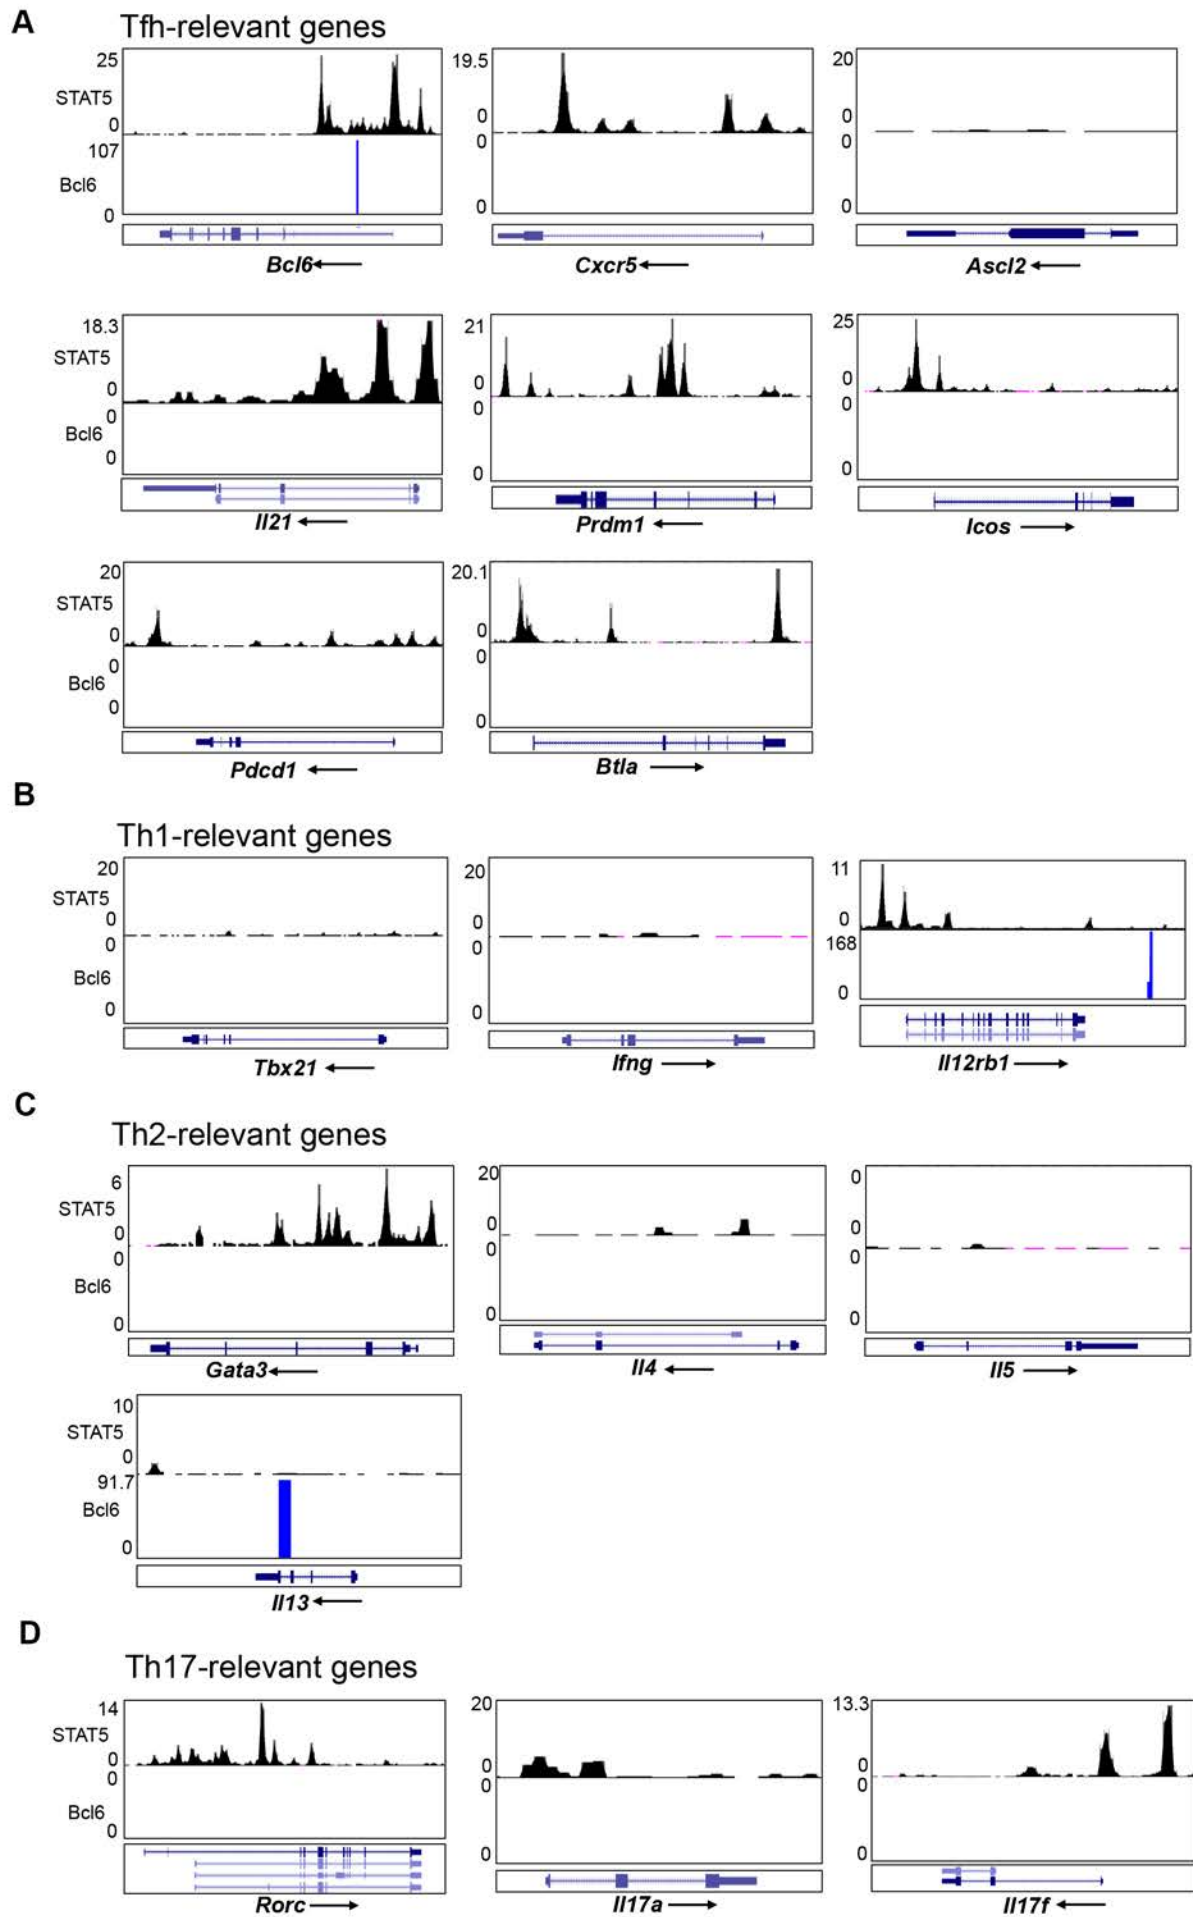 A
Tfh-relevant genes
25 19.5 20
STAT5
0 0 0
107 0 0
Bcl6
0 0 0
Bcl6 Cxcr5 Ascl2
18.3 21 25
STAT5
0 0 0
0 0 0
Bcl6
0 0 0
Il21 Prdm1 Icos
20 20.1
STAT5
0 0
0 0
Bcl6
0 0
Pdcd1 Btla
B
Th1-relevant genes
20 20 11
STAT5
0 0 0
0 0 168
Bcl6
0 0 0
Tbx21 Ifng Il12rb1
C
Th2-relevant genes
6 20 0
STAT5
0 0 0
0 0 0
Bcl6
0 0 0
Gata3 Il4 Il5
10
STAT5
0
91.7
Bcl6
0
Il13
D
Th17-relevant genes
14 20 13.3
STAT5
0 0 0
0 0 0
Bcl6
0 0 0
Rorc Il17a Il17f